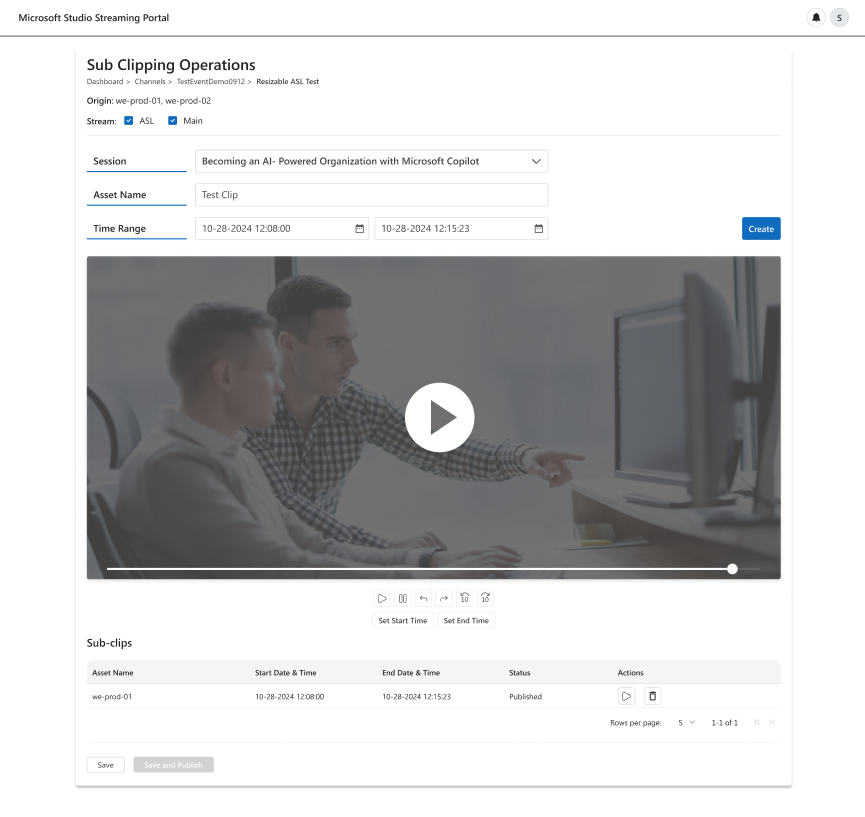 Microsoft Studio Streaming Portal
S
Sub Clipping Operations
Dashboard > Channels > TestEventDemo0912 > Resizable ASL Test
Origin: we-prod-01, we-prod-02
Stream: ASL Main
Session Becoming an AI- Powered Organization with Microsoft Copilot
Asset Name Test Clip
Time Range 10-28-2024 12:08:00 10-28-2024 12:15:23 Create
10 10
Set Start Time Set End Time
Sub-clips
Asset Name Start Date & Time End Date & Time Status Actions
we-prod-01 10-28-2024 12:08:00 10-28-2024 12:15:23 Published
Rows per page: 5 1-1 of 1
Save Save and Publish